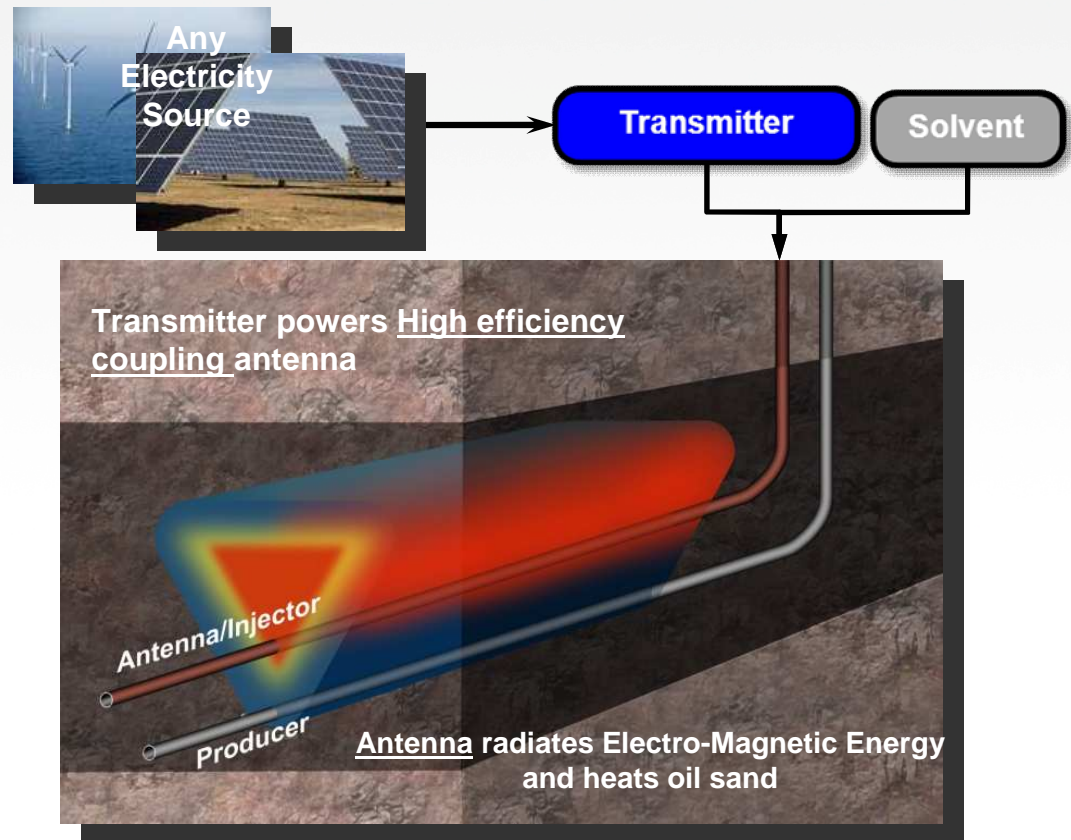 Any
Electricity
Source
Transmitter
Solvent
Transmitter powers High efficiency
coupling antenna
Antenna/Injector
Producer
Antenna radiates Electro-Magnetic Energy
and heats oil sand